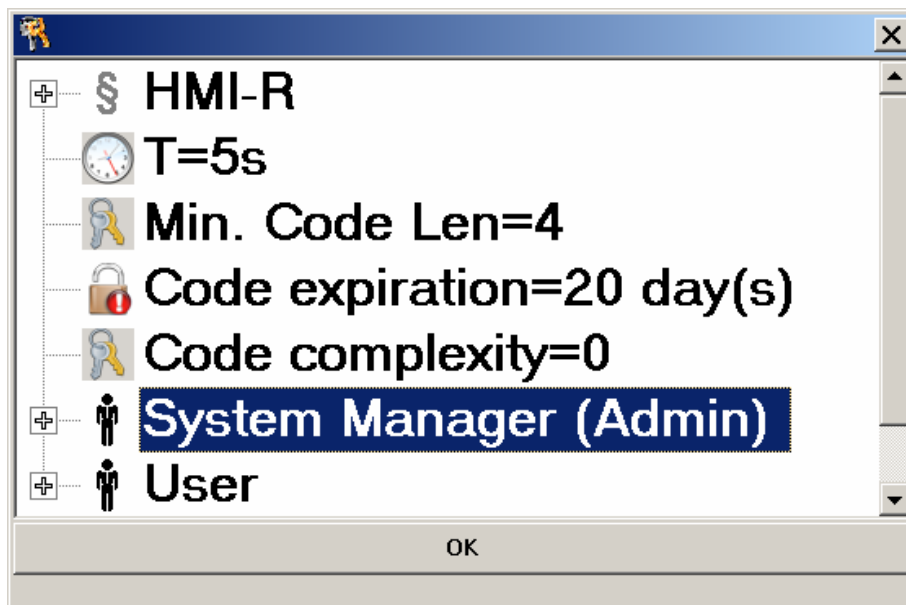 § HMI-R
T=5s
Min. Code Len=4
Code expiration=20 day(s)
Code complexity=0
System Manager (Admin)
User
OK